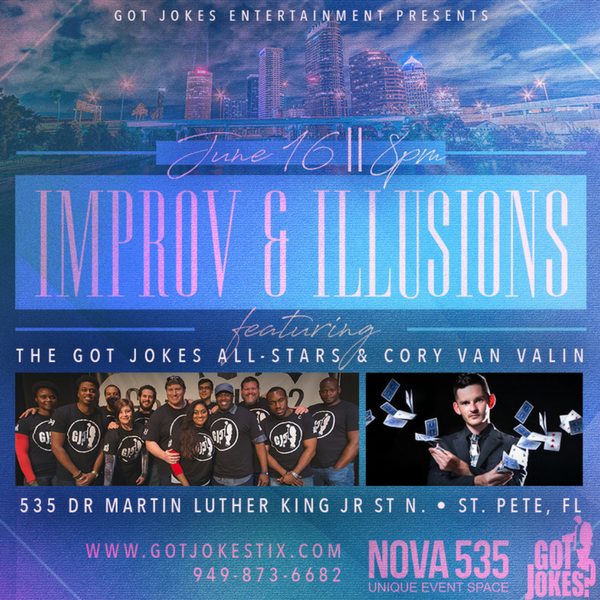 GOT JOKES ENTERTAINMENT PRESENTS
June 16 || 8pm
IMPROV & ILLUSIONS
featuring
THE GOT JOKES ALL-STARS & CORY VAN VALIN
535 DR MARTIN LUTHER KING JR ST N. • ST. PETE, FL
WWW.GOTJOKESTIX.COM
949-873-6682
NOVA 535
UNIQUE EVENT SPACE
GOT
JOKES?